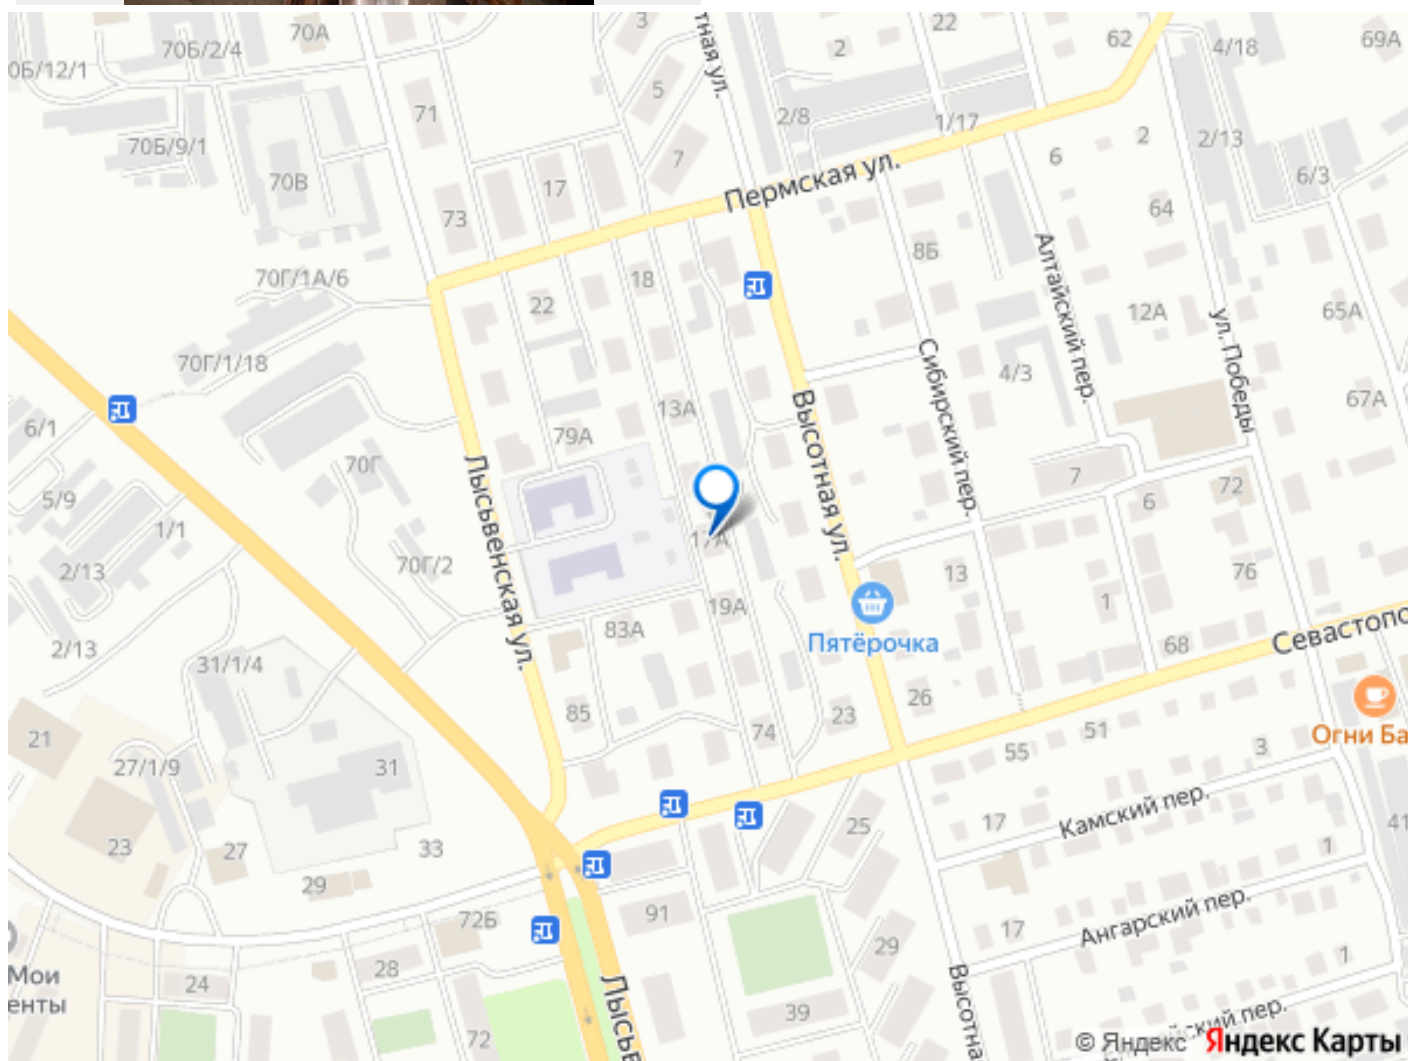 70А
тная ул.
3
22
62
4/18
69А
70Б/2/4
2
0Б/12/1
71
5
2/8
1/17
2
2/13
70Б/9/1
70В
17
7
6
6/3
Пермская ул.
73
64
Алтайский пер.
8Б
70Г/1А/6
18
22
12А
65А
ул. Победы
70Г/1/18
Сибирский пер.
4/3
67А
6/1
13А
Высотная ул.
79А
70Г
Лысьвенская ул.
7
72
5/9
6
1/1
17А
2/13
70Г/2
13
76
19А
1
83А
Пятёрочка
68
Севастопо
2/13
31/1/4
26
85
23
74
51
Огни Ба
21
27/1/9
31
55
3
Камский пер.
17
25
41
23
27
33
1
29
91
72Б
Ангарский пер.
17
29
1
Мои
енты
28
24
Высотна
Лысьв
39
72
ский пер.
© Яндекс Яндекс Карты